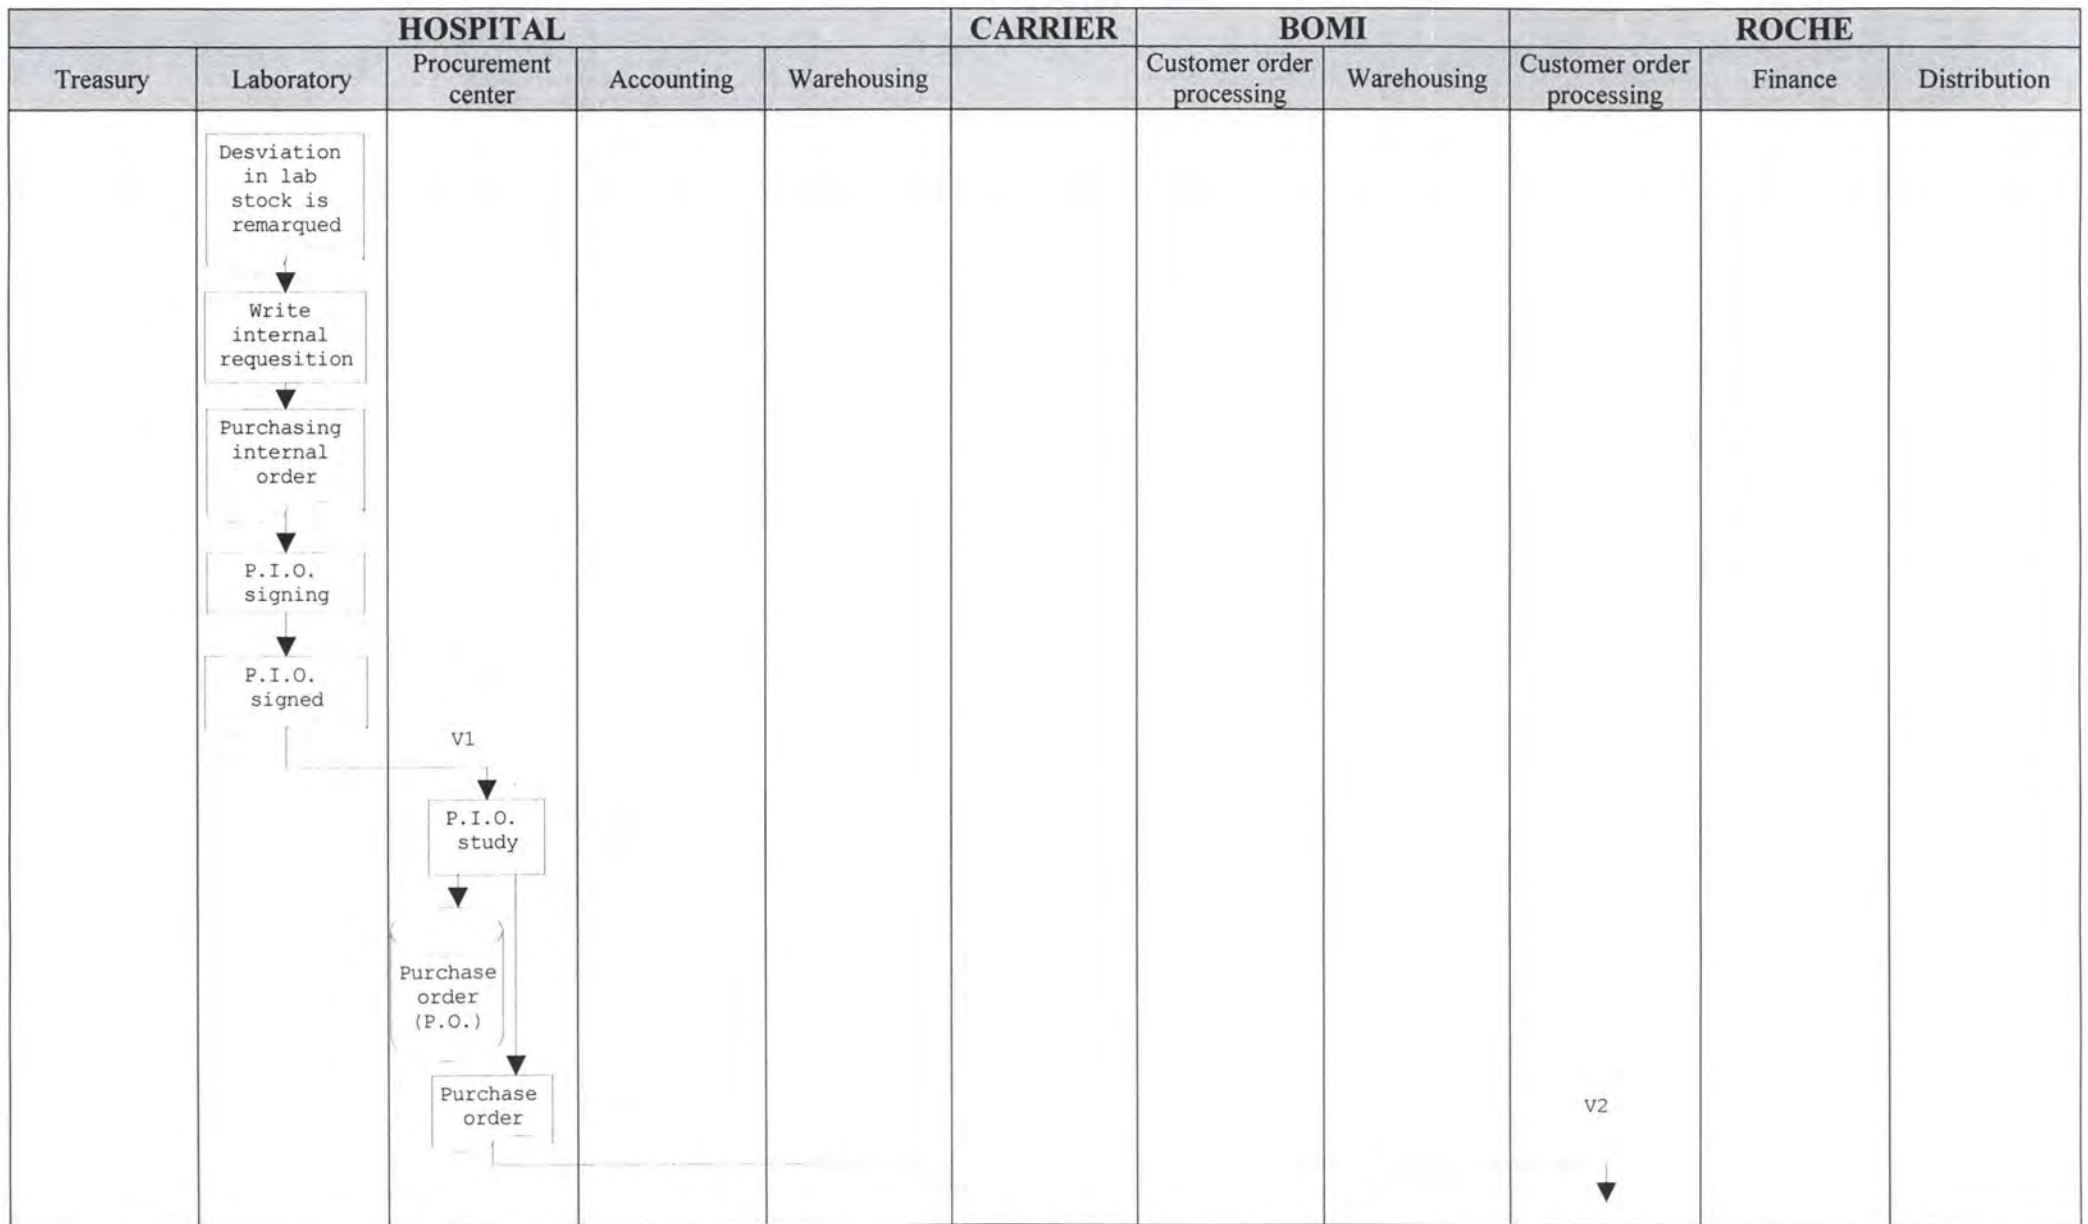 HOSPITAL
CARRIER
BOMI
ROCHE
Treasury
Laboratory
Procurement
center
Accounting
Warehousing
Customer order
processing
Warehousing
Customer order
processing
Finance
Distribution
Desviation
in lab
stock is
remarqued
Write
internal
requesition
Purchasing
internal
order
P.I.O.
signing
P.I.O.
signed
V1
P.I.O.
study
Purchase
order
(P.O.)
Purchase
order
V2